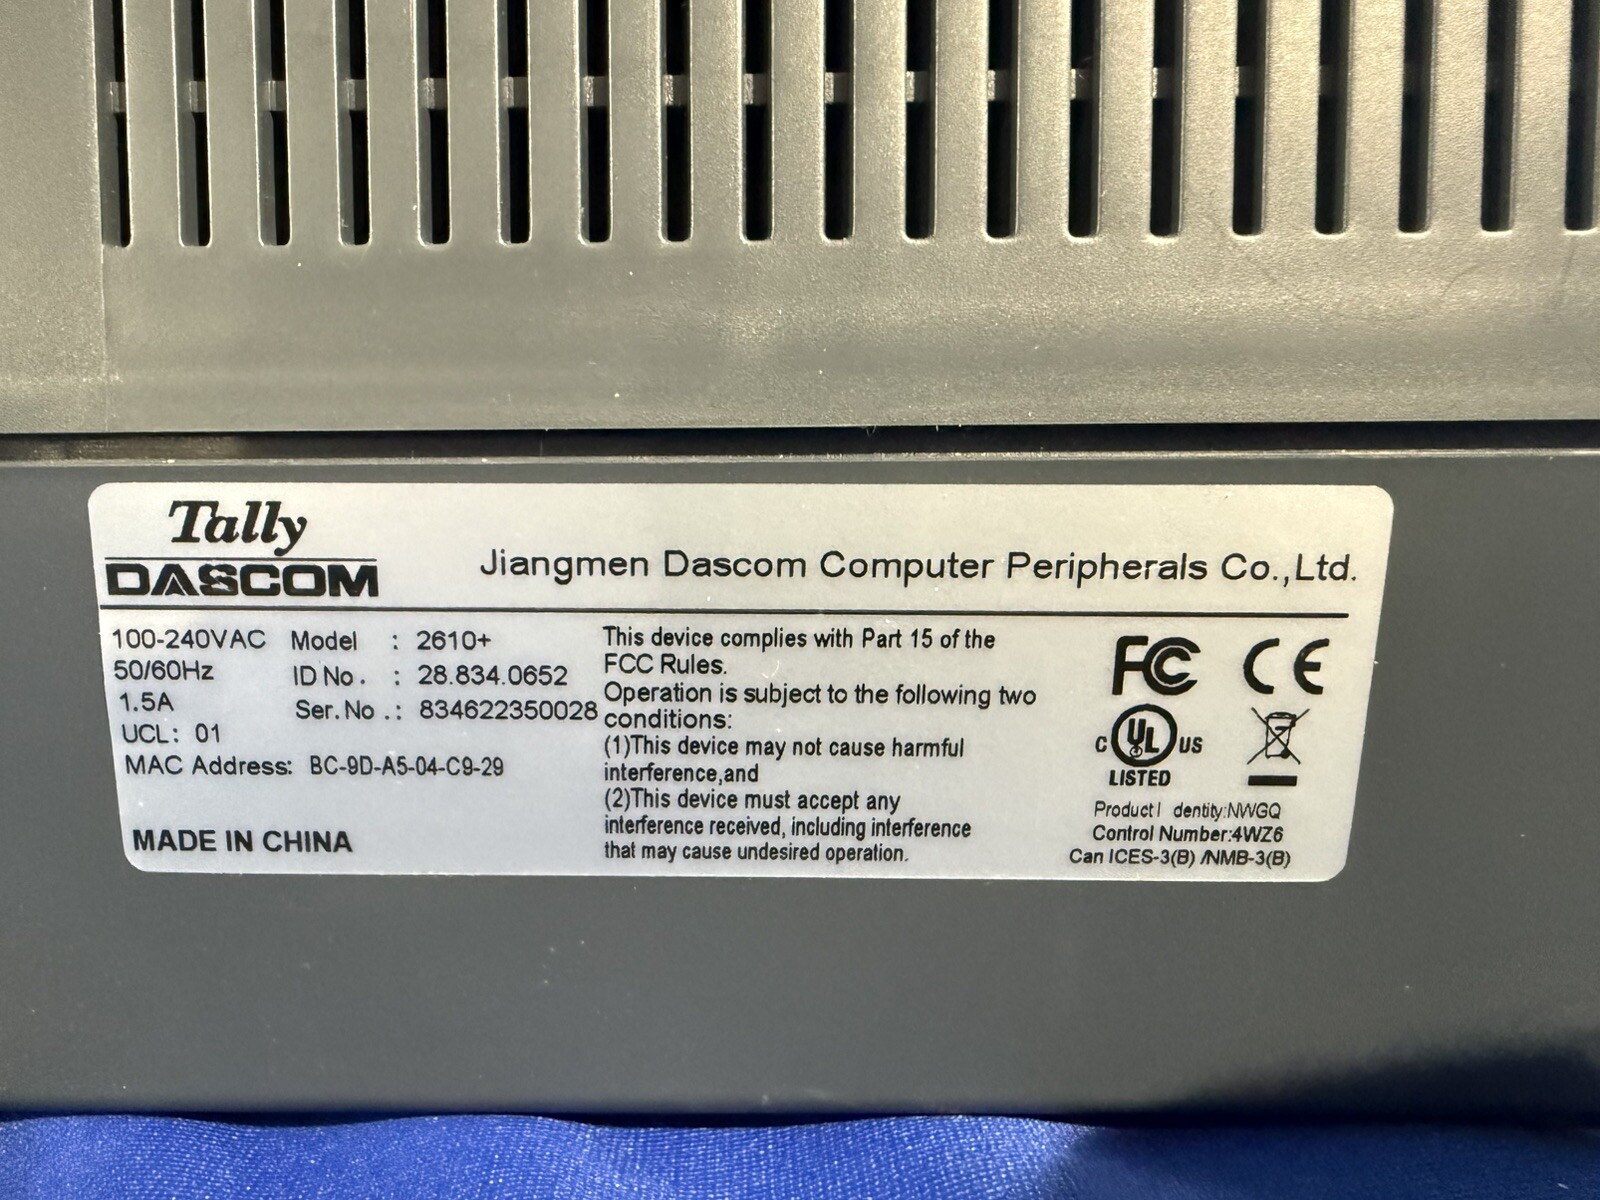 Tally
DASCOM
Jiangmen Dascom Computer Peripherals Co.,Ltd.
100-240VAC
50/60Hz
1.5A
UCL: 01
Model : 2610+
ID No. : 28.834.0652
Ser.No .: 834622350028
MAC Address: BC-9D-A5-04-C9-29
MADE IN CHINA
This device complies with Part 15 of the
FCC Rules.
Operation is subject to the following two
conditions:
(1)This device may not cause harmful
interference,and
(2)This device must accept any
interference received, including interference
that may cause undesired operation.
FC CE
C UL US
LISTED
Product I dentity:NWGQ
Control Number:4WZ6
Can ICES-3(B) /NMB-3(B)